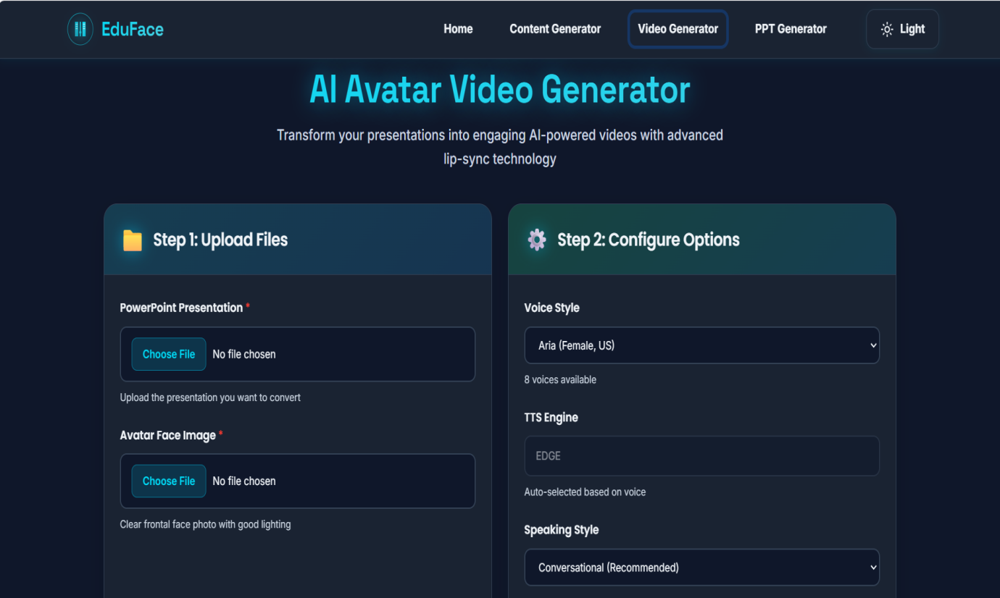 EduFace
Home
Content Generator
Video Generator
PPT Generator
Light
AI Avatar Video Generator
Transform your presentations into engaging AI-powered videos with advanced
lip-sync technology
Step 1: Upload Files
PowerPoint Presentation *
Choose File No file chosen
Upload the presentation you want to convert
Avatar Face Image *
Choose File No file chosen
Clear frontal face photo with good lighting
Step 2: Configure Options
Voice Style
Aria (Female, US)
8 voices available
TTS Engine
EDGE
Auto-selected based on voice
Speaking Style
Conversational (Recommended)